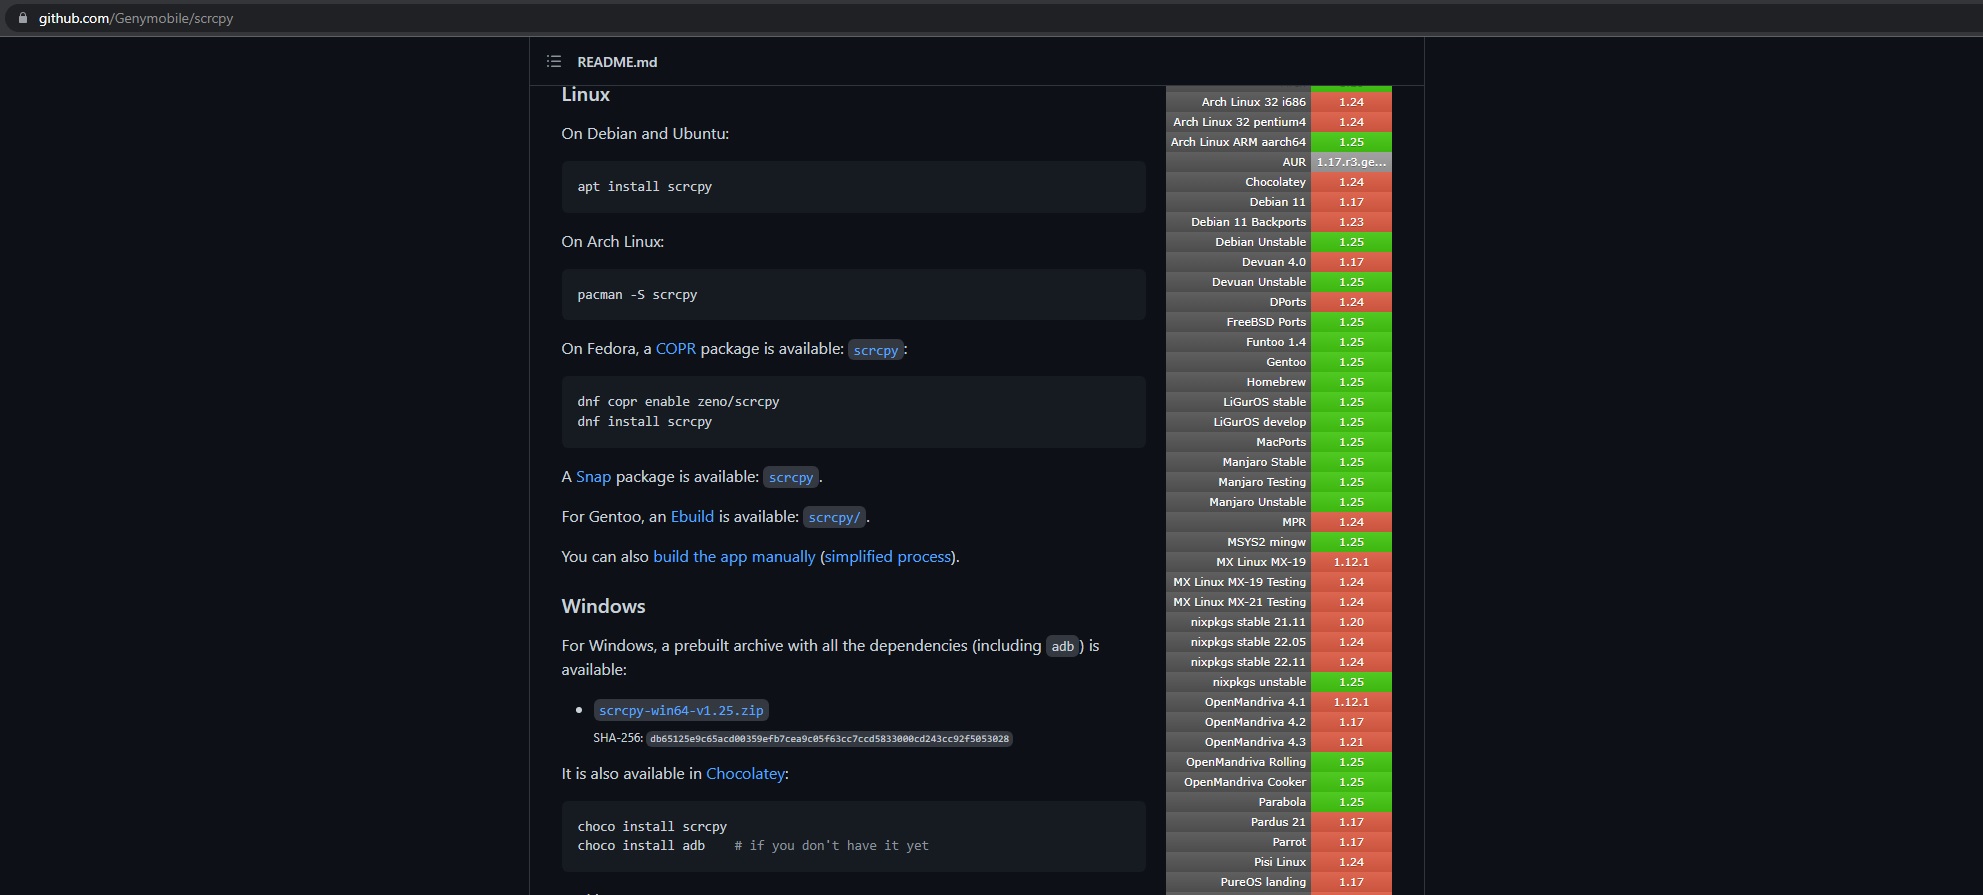 github.com/Genymobile/scrcpy
README.md
Linux
On Debian and Ubuntu:
apt install scrcpy
On Arch Linux:
pacman -S scrcpy
On Fedora, a COPR package is available: scrcpy:
dnf copr enable zeno/scrcpy
dnf install scrcpy
A Snap package is available: scrcpy.
For Gentoo, an Ebuild is available: scrcpy/.
You can also build the app manually (simplified process).
Windows
For Windows, a prebuilt archive with all the dependencies (including adb) is
available:
scrcpy-win64-v1.25.zip
SHA-256: db65125e9c65acd00359efb7cea9c05f63cc7ccd5833000cd243cc92f5053028
It is also available in Chocolatey:
choco install scrcpy
choco install adb    # if you don't have it yet
Arch Linux 32 i686 1.24
Arch Linux 32 pentium4 1.24
Arch Linux ARM aarch64 1.25
AUR 1.17.r3.ge...
Chocolatey 1.24
Debian 11 1.17
Debian 11 Backports 1.23
Debian Unstable 1.25
Devuan 4.0 1.17
Devuan Unstable 1.25
DPorts 1.24
FreeBSD Ports 1.25
Funtoo 1.4 1.25
Gentoo 1.25
Homebrew 1.25
LiGurOS stable 1.25
LiGurOS develop 1.25
MacPorts 1.25
Manjaro Stable 1.25
Manjaro Testing 1.25
Manjaro Unstable 1.25
MPR 1.24
MSYS2 mingw 1.25
MX Linux MX-19 1.12.1
MX Linux MX-19 Testing 1.24
MX Linux MX-21 Testing 1.24
nixpkgs stable 21.11 1.20
nixpkgs stable 22.05 1.24
nixpkgs stable 22.11 1.24
nixpkgs unstable 1.25
OpenMandriva 4.1 1.12.1
OpenMandriva 4.2 1.17
OpenMandriva 4.3 1.21
OpenMandriva Rolling 1.25
OpenMandriva Cooker 1.25
Parabola 1.25
Pardus 21 1.17
Parrot 1.17
Pisi Linux 1.24
PureOS landing 1.17